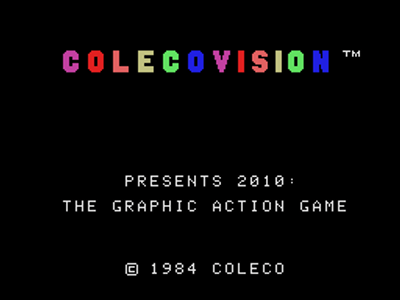 COLECOVISION ™
PRESENTS 2010:
THE GRAPHIC ACTION GAME
© 1984 COLECO